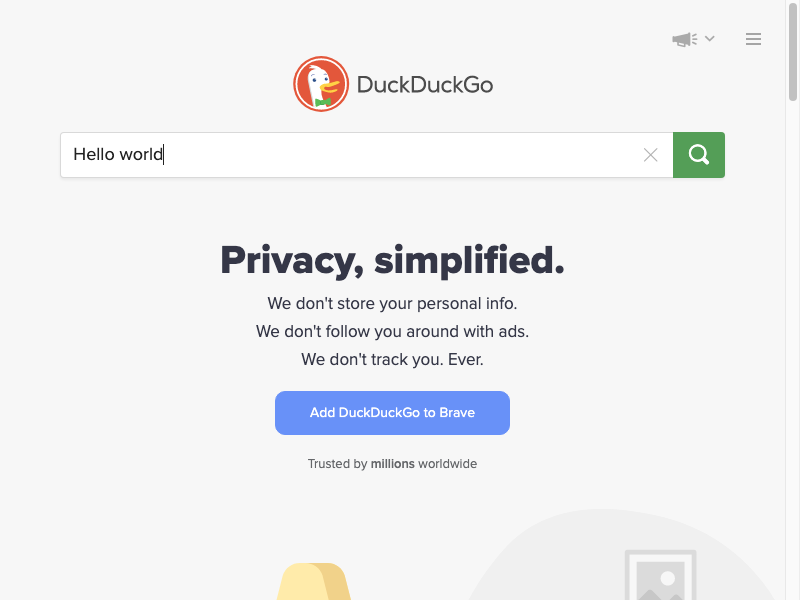 DuckDuckGo
Hello world
Privacy, simplified.
We don't store your personal info.
We don't follow you around with ads.
We don't track you. Ever.
Add DuckDuckGo to Brave
Trusted by millions worldwide